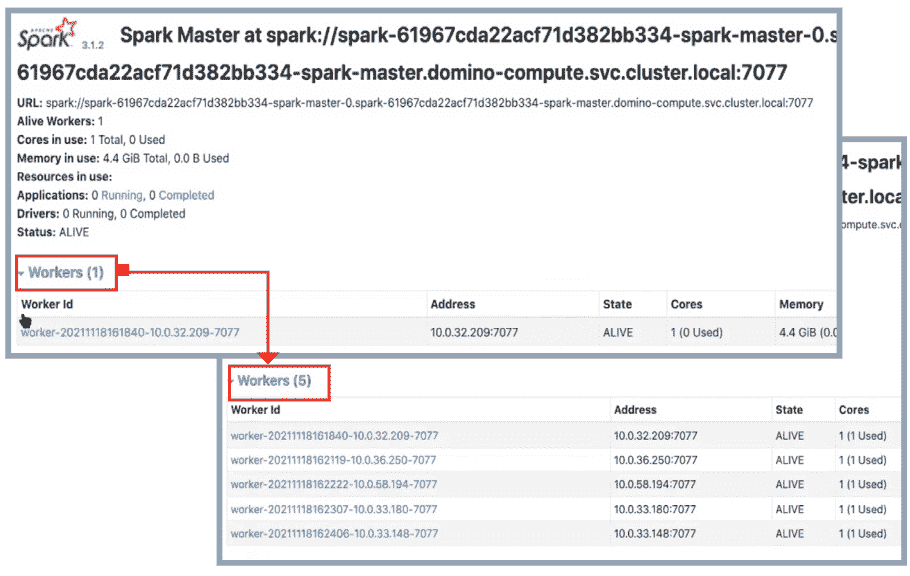 APACHE
Spark 3.1.2 Spark Master at spark://spark-61967cda22acf71d382bb334-spark-master-0.s
61967cda22acf71d382bb334-spark-master.domino-compute.svc.cluster.local:7077
URL: spark://spark-61967cda22acf71d382bb334-spark-master-0.spark-61967cda22acf71d382bb334-spark-master.domino-compute.svc.cluster.local:7077
Alive Workers: 1
Cores in use: 1 Total, 0 Used
Memory in use: 4.4 GiB Total, 0.0 B Used
Resources in use:
Applications: 0 Running, 0 Completed
Drivers: 0 Running, 0 Completed
Status: ALIVE
Workers (1)
Worker Id Address State Cores Memory
worker-20211118161840-10.0.32.209-7077 10.0.32.209:7077 ALIVE 1 (0 Used) 4.4 GiB (0.0
4-spark
ter.loca
ompute.svc.
Workers (5)
Worker Id Address State Cores
worker-20211118161840-10.0.32.209-7077 10.0.32.209:7077 ALIVE 1 (1 Used)
worker-20211118162119-10.0.36.250-7077 10.0.36.250:7077 ALIVE 1 (1 Used)
worker-20211118162222-10.0.58.194-7077 10.0.58.194:7077 ALIVE 1 (1 Used)
worker-20211118162307-10.0.33.180-7077 10.0.33.180:7077 ALIVE 1 (1 Used)
worker-20211118162406-10.0.33.148-7077 10.0.33.148:7077 ALIVE 1 (1 Used)